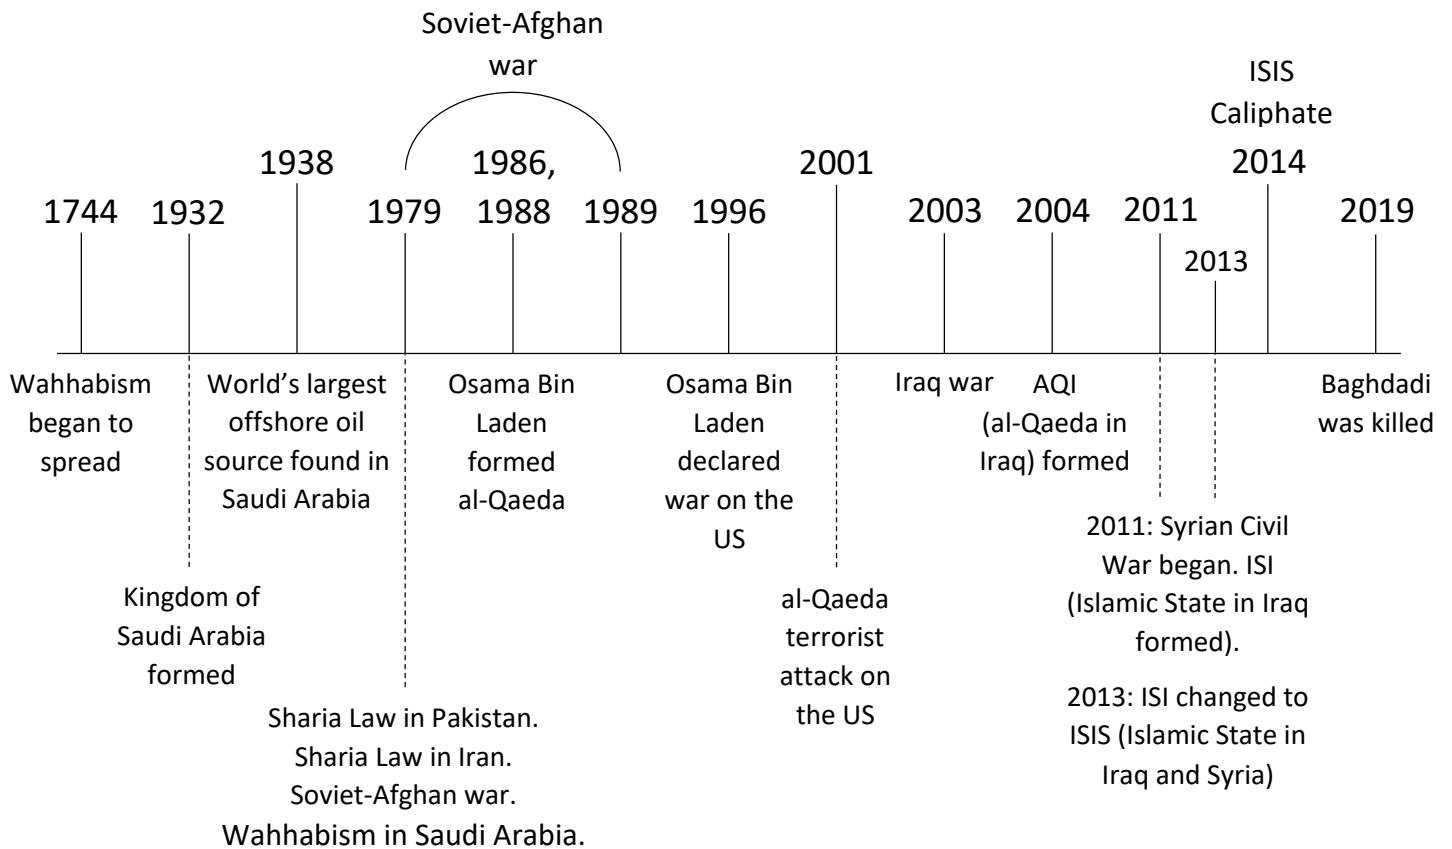 Soviet-Afghan
war
ISIS
Caliphate
1938
1986,
2001
2014
1744
1932
1979
1988
1989
1996
2003
2004
2011
2019
2013
Wahhabism
began to
spread
World’s largest
offshore oil
source found in
Saudi Arabia
Osama Bin
Laden
formed
al-Qaeda
Osama Bin
Laden
declared
war on the
US
Iraq war
AQI
(al-Qaeda in
Iraq) formed
Baghdadi
was killed
Kingdom of
Saudi Arabia
formed
al-Qaeda
terrorist
attack on
the US
2011: Syrian Civil
War began. ISI
(Islamic State in Iraq
formed).
2013: ISI changed to
ISIS (Islamic State in
Iraq and Syria)
Sharia Law in Pakistan.
Sharia Law in Iran.
Soviet-Afghan war.
Wahhabism in Saudi Arabia.